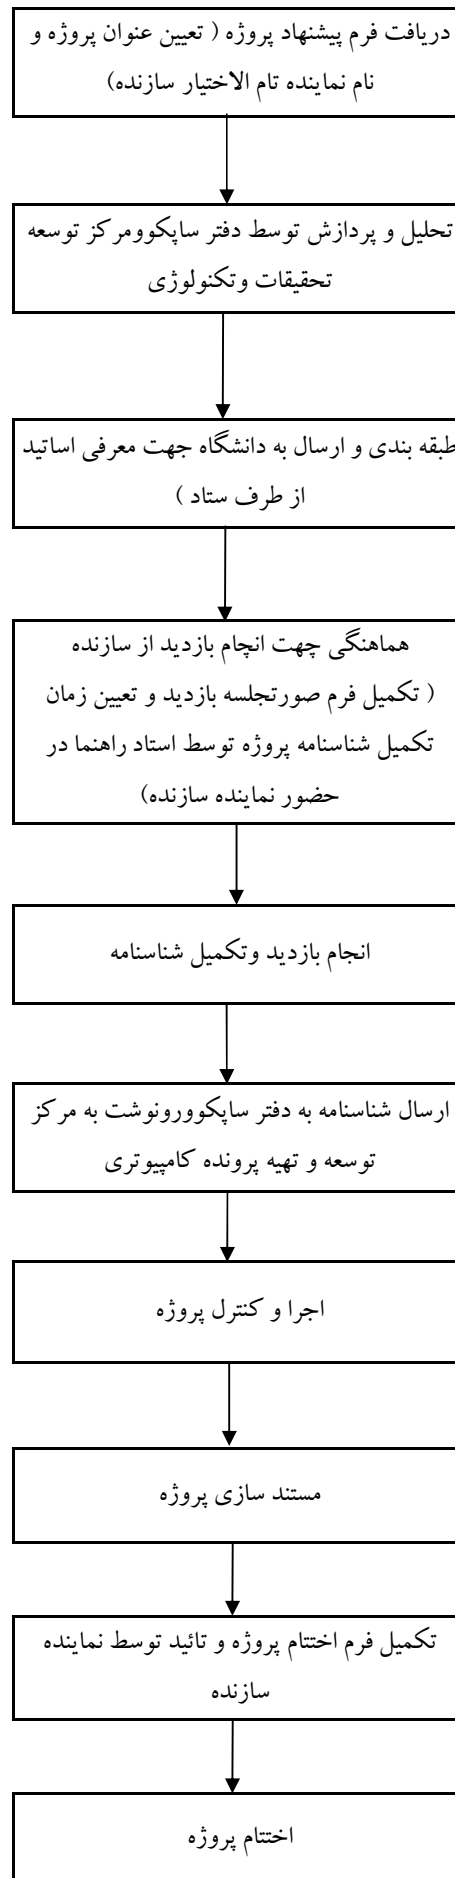 دریافت فرم پیشنهاد پروژه ( تعیین عنوان پروژه و
نام نماینده تام الاختیار سازنده)
تحلیل و پردازش توسط دفتر ساپکوومرکز توسعه
تحقیقات وتکنولوژی
طبقه بندی و ارسال به دانشگاه جهت معرفی اساتید
از طرف ستاد )
هماهنگی چهت انچام بازدید از سازنده
( تکمیل فرم صورتجلسه بازدید و تعیین زمان
تکمیل شناسنامه پروژه توسط استاد راهنما در
حضور نماینده سازنده)
انجام بازدید وتکمیل شناسنامه
ارسال شناسنامه به دفتر ساپکوورونوشت به مرکز
توسعه و تهیه پرونده کامپیوتری
اجرا و کنترل پروژه
مستند سازی پروژه
تکمیل فرم اختتام پروژه و تائید توسط نماینده
سازنده
اختتام پروژه